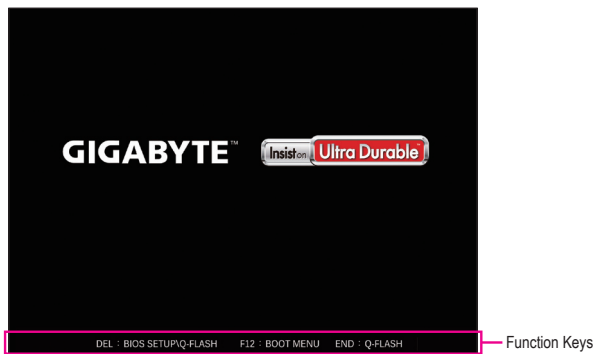 GIGABYTE™ Insist on Ultra Durable™
DEL : BIOS SETUP\Q-FLASH F12 : BOOT MENU END : Q-FLASH
Function Keys